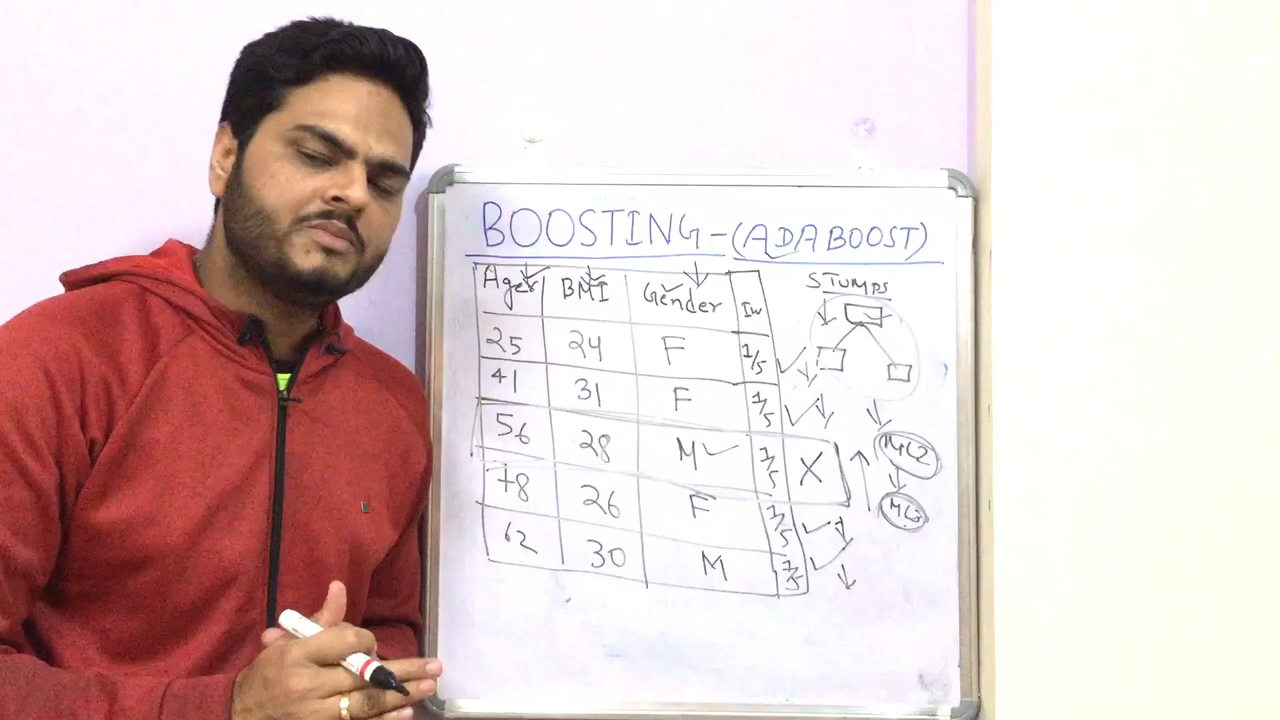 BOOSTING - (ADABOOST)
Age BMI Gender Iw
25 24 F 1/5
41 31 F 1/5
56 28 M 1/5 X
78 26 F 1/5
62 30 M 1/5
STUMPS
ML2
ML3